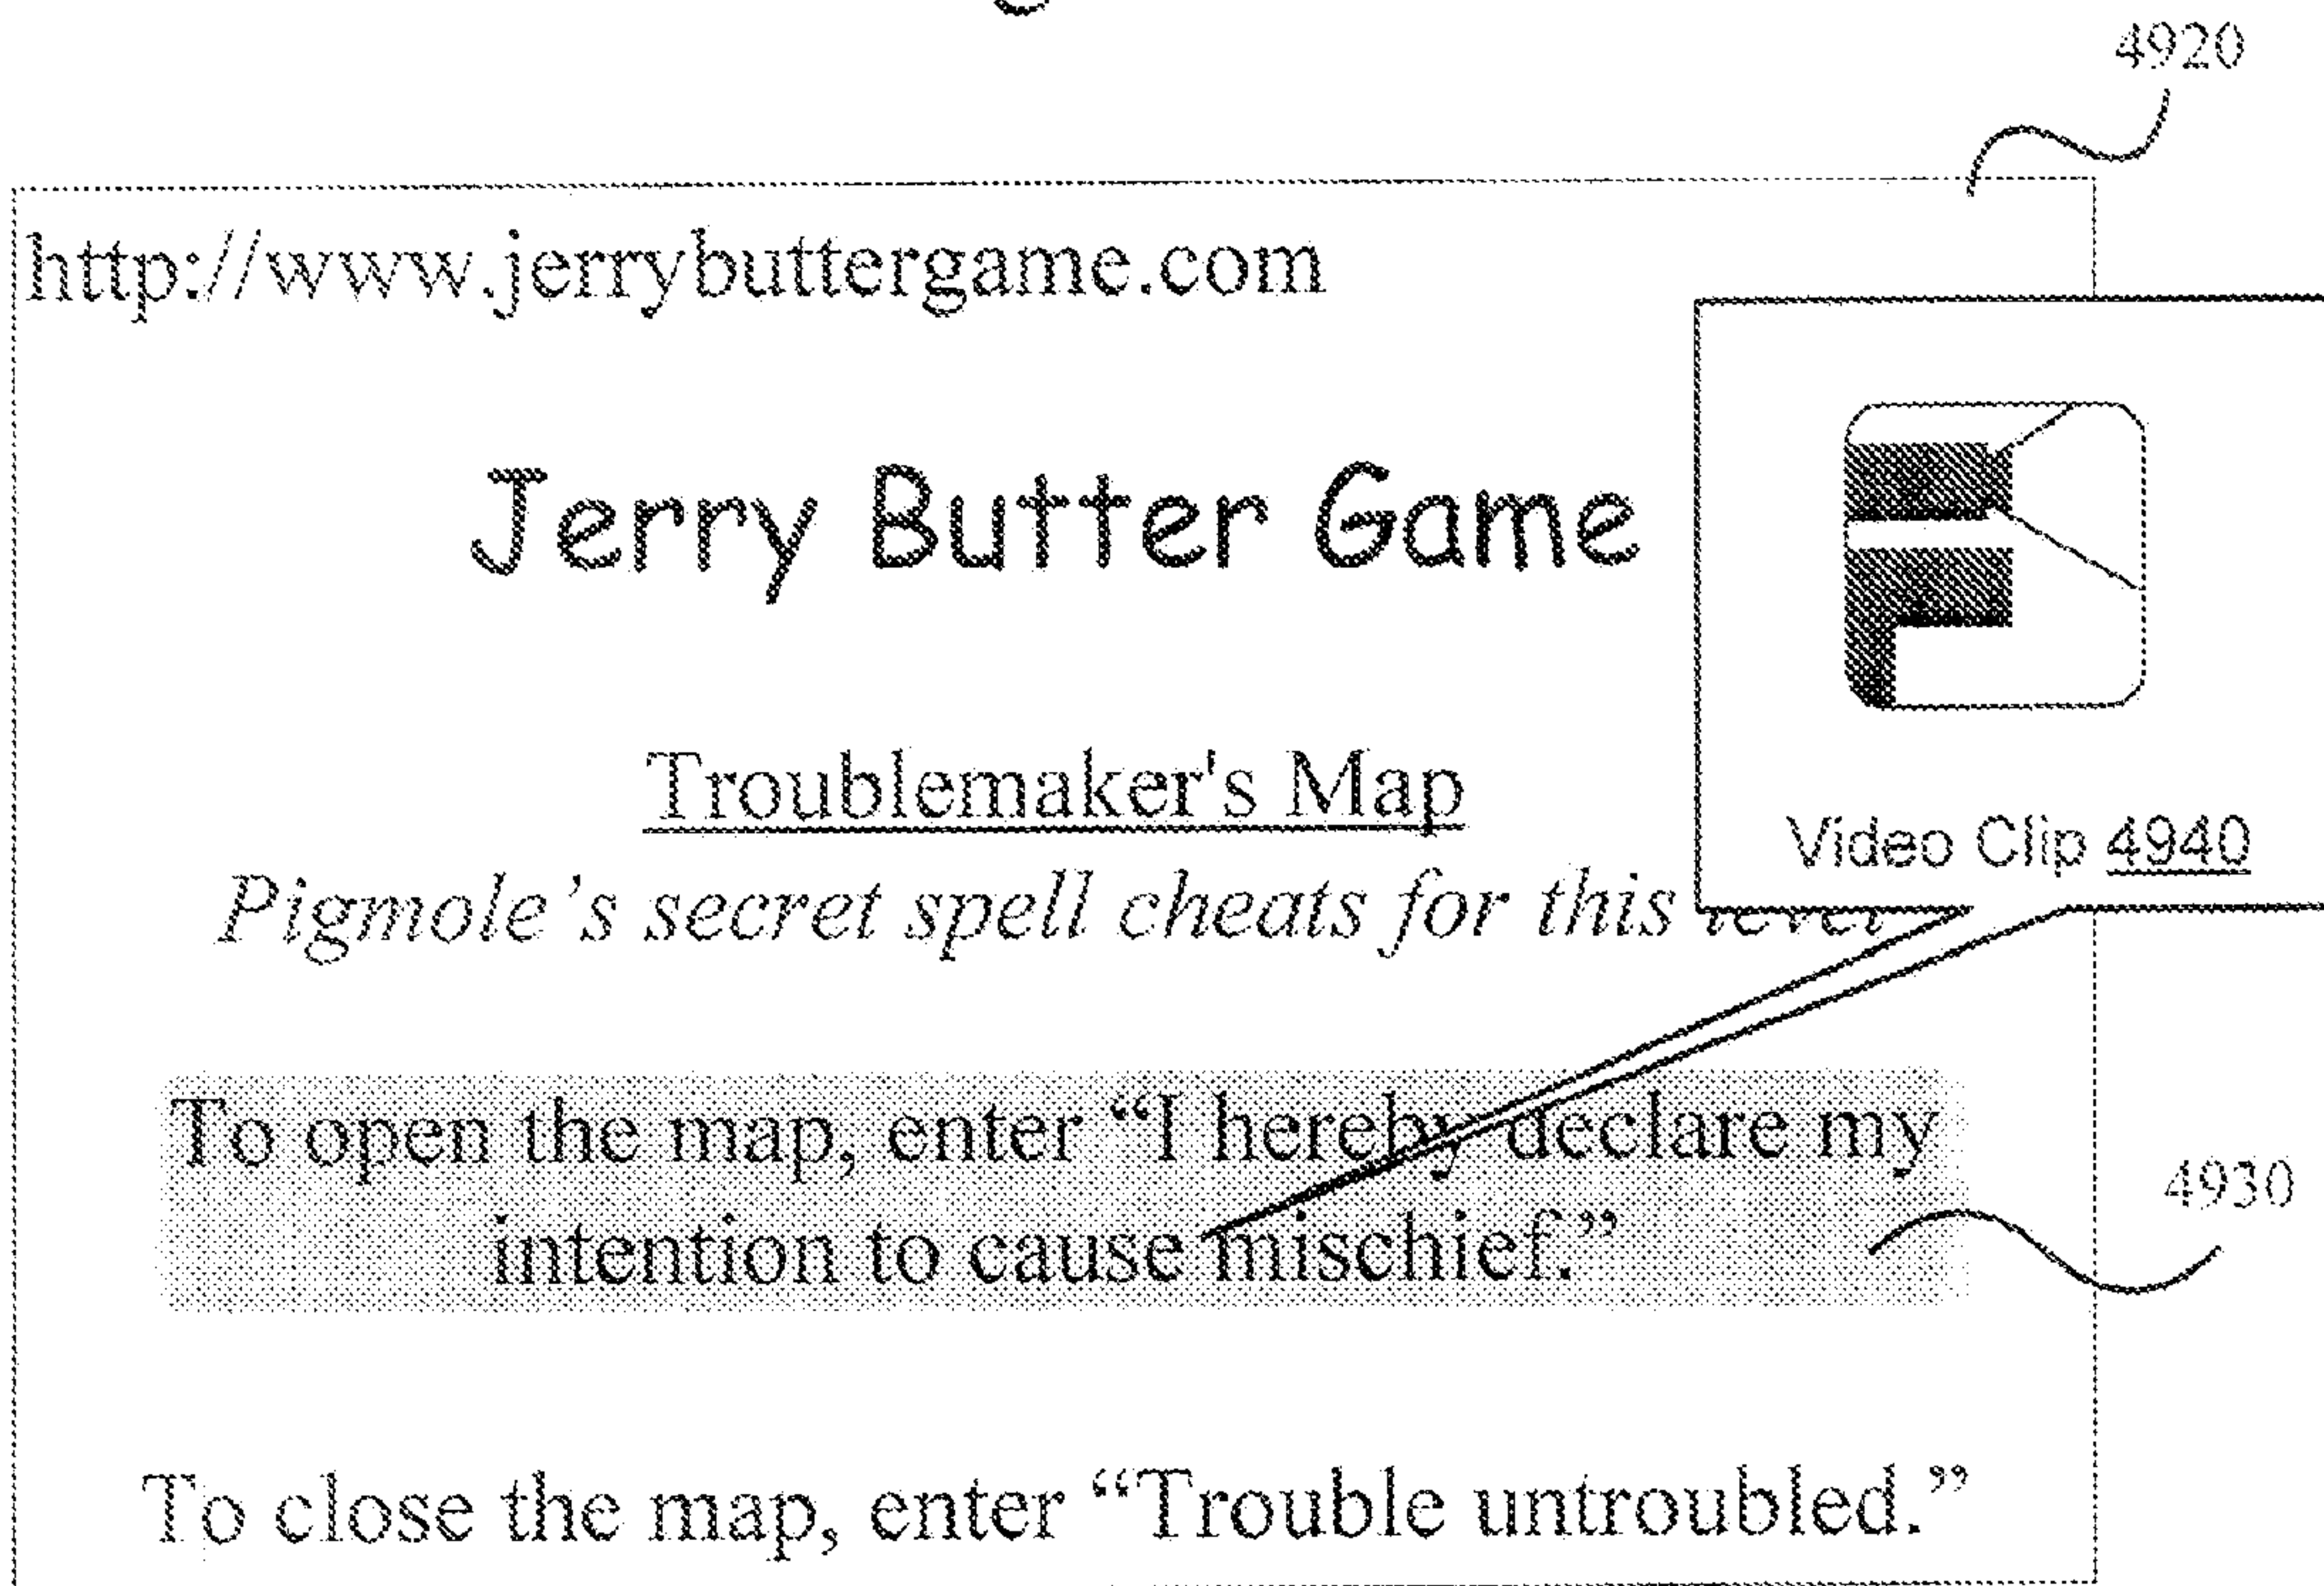 4920
http://www.jerrybuttergame.com
Jerry Butter Game
Troublemaker's Map
Video Clip 4940
Pigmole’s secret spell cheats for this
To open the map, enter “I hereby declare my
4930
intention to cause mischief.”
To close the map, enter “Trouble untroubled.”